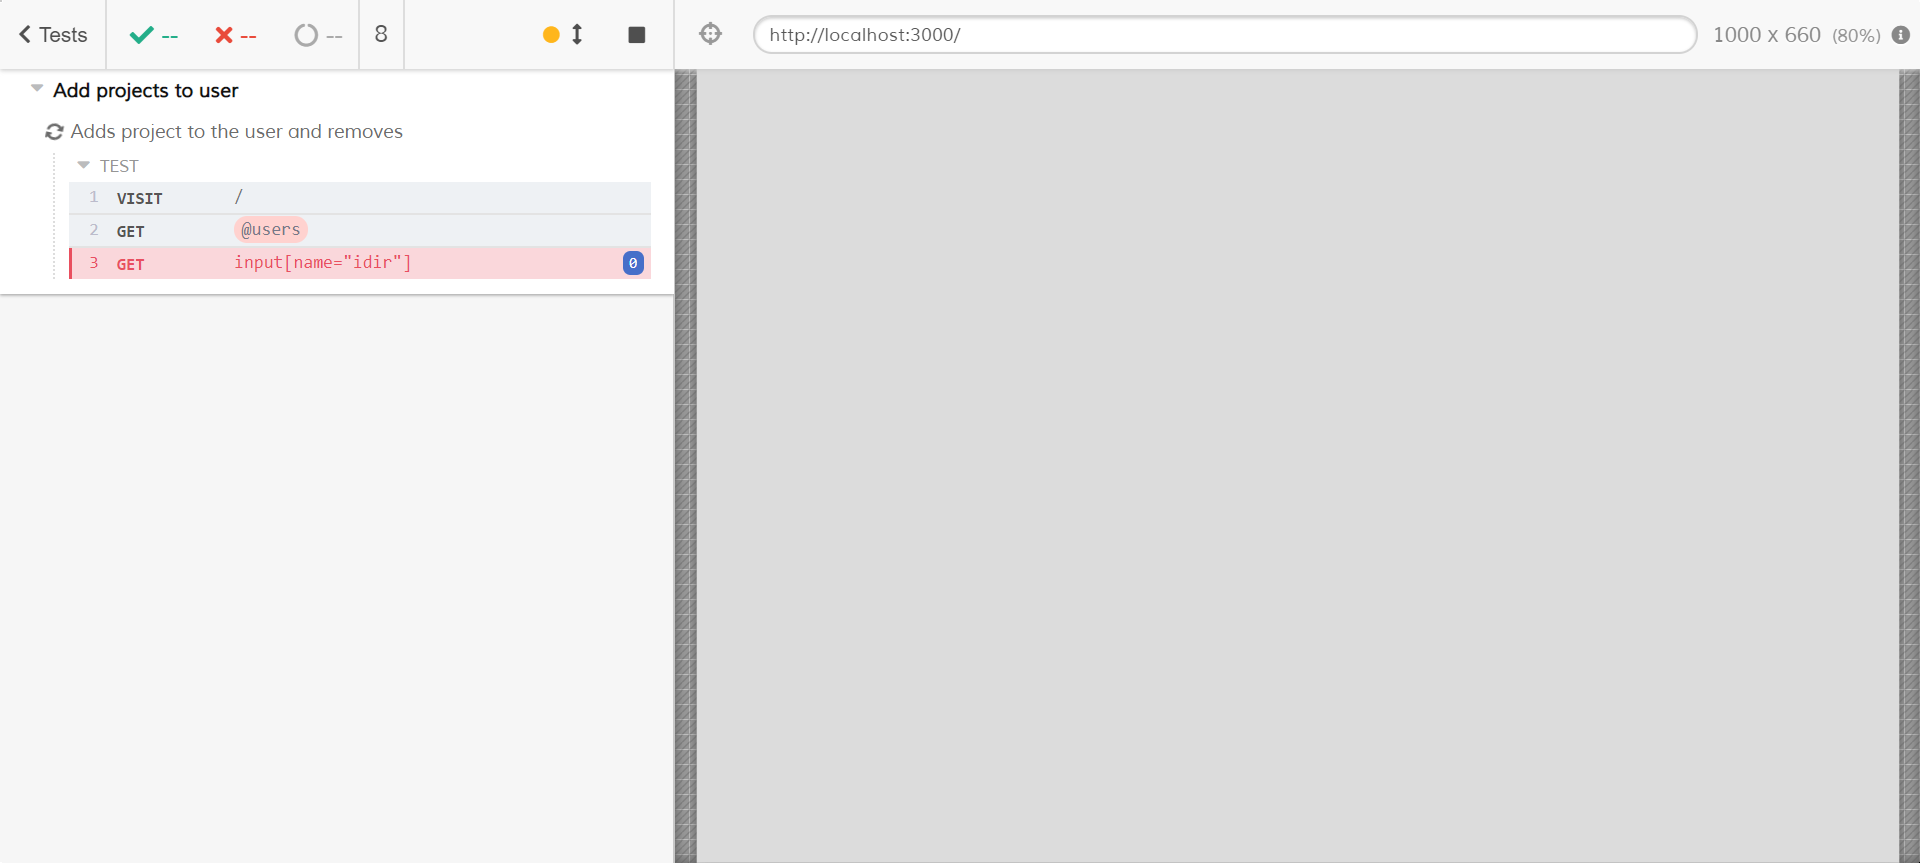 Tests -- -- -- 8 http://localhost:3000/ 1000 x 660 (80%)
Add projects to user
Adds project to the user and removes
TEST
1 VISIT /
2 GET @users
3 GET input[name="idir"] 0